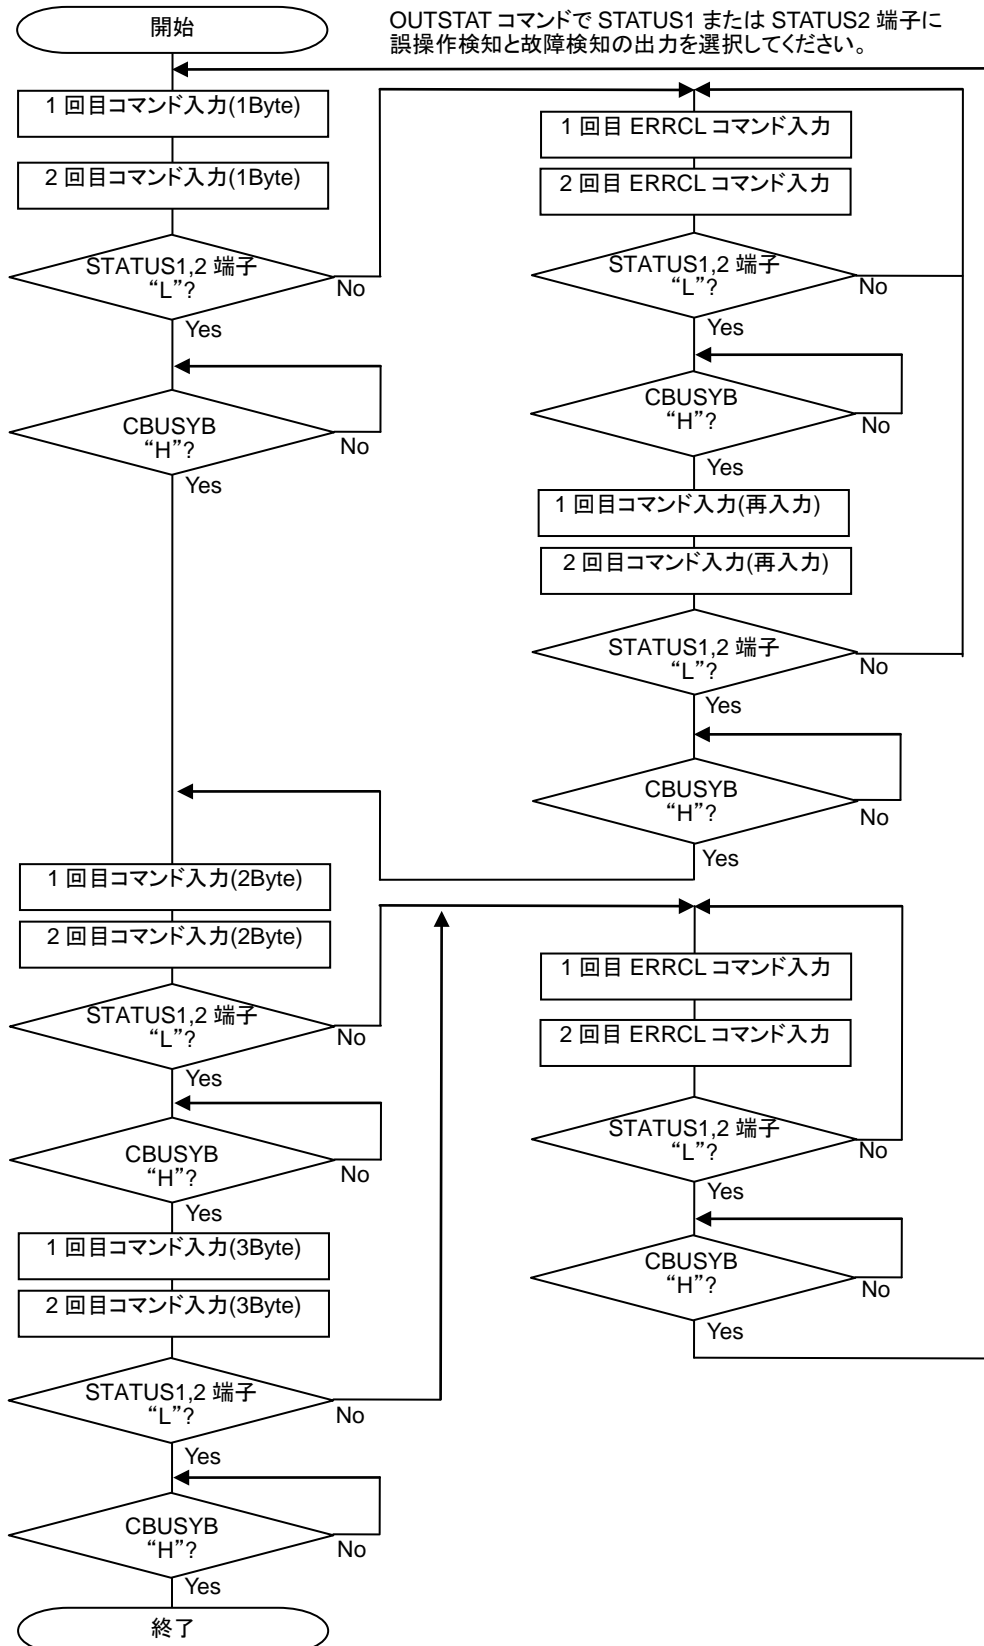 開始
OUTSTAT コマンドで STATUS1 または STATUS2 端子に
誤操作検知と故障検知の出力を選択してください。
1 回目コマンド入力(1Byte)
2 回目コマンド入力(1Byte)
STATUS1,2 端子
“L”?
No
Yes
CBUSYB
“H”?
No
Yes
1 回目 ERRCL コマンド入力
2 回目 ERRCL コマンド入力
STATUS1,2 端子
“L”?
No
Yes
CBUSYB
“H”?
No
Yes
1 回目コマンド入力(再入力)
2 回目コマンド入力(再入力)
STATUS1,2 端子
“L”?
No
Yes
CBUSYB
“H”?
No
Yes
1 回目コマンド入力(2Byte)
2 回目コマンド入力(2Byte)
STATUS1,2 端子
“L”?
No
Yes
CBUSYB
“H”?
No
Yes
1 回目コマンド入力(3Byte)
2 回目コマンド入力(3Byte)
STATUS1,2 端子
“L”?
No
Yes
CBUSYB
“H”?
No
Yes
終了
1 回目 ERRCL コマンド入力
2 回目 ERRCL コマンド入力
STATUS1,2 端子
“L”?
No
Yes
CBUSYB
“H”?
No
Yes